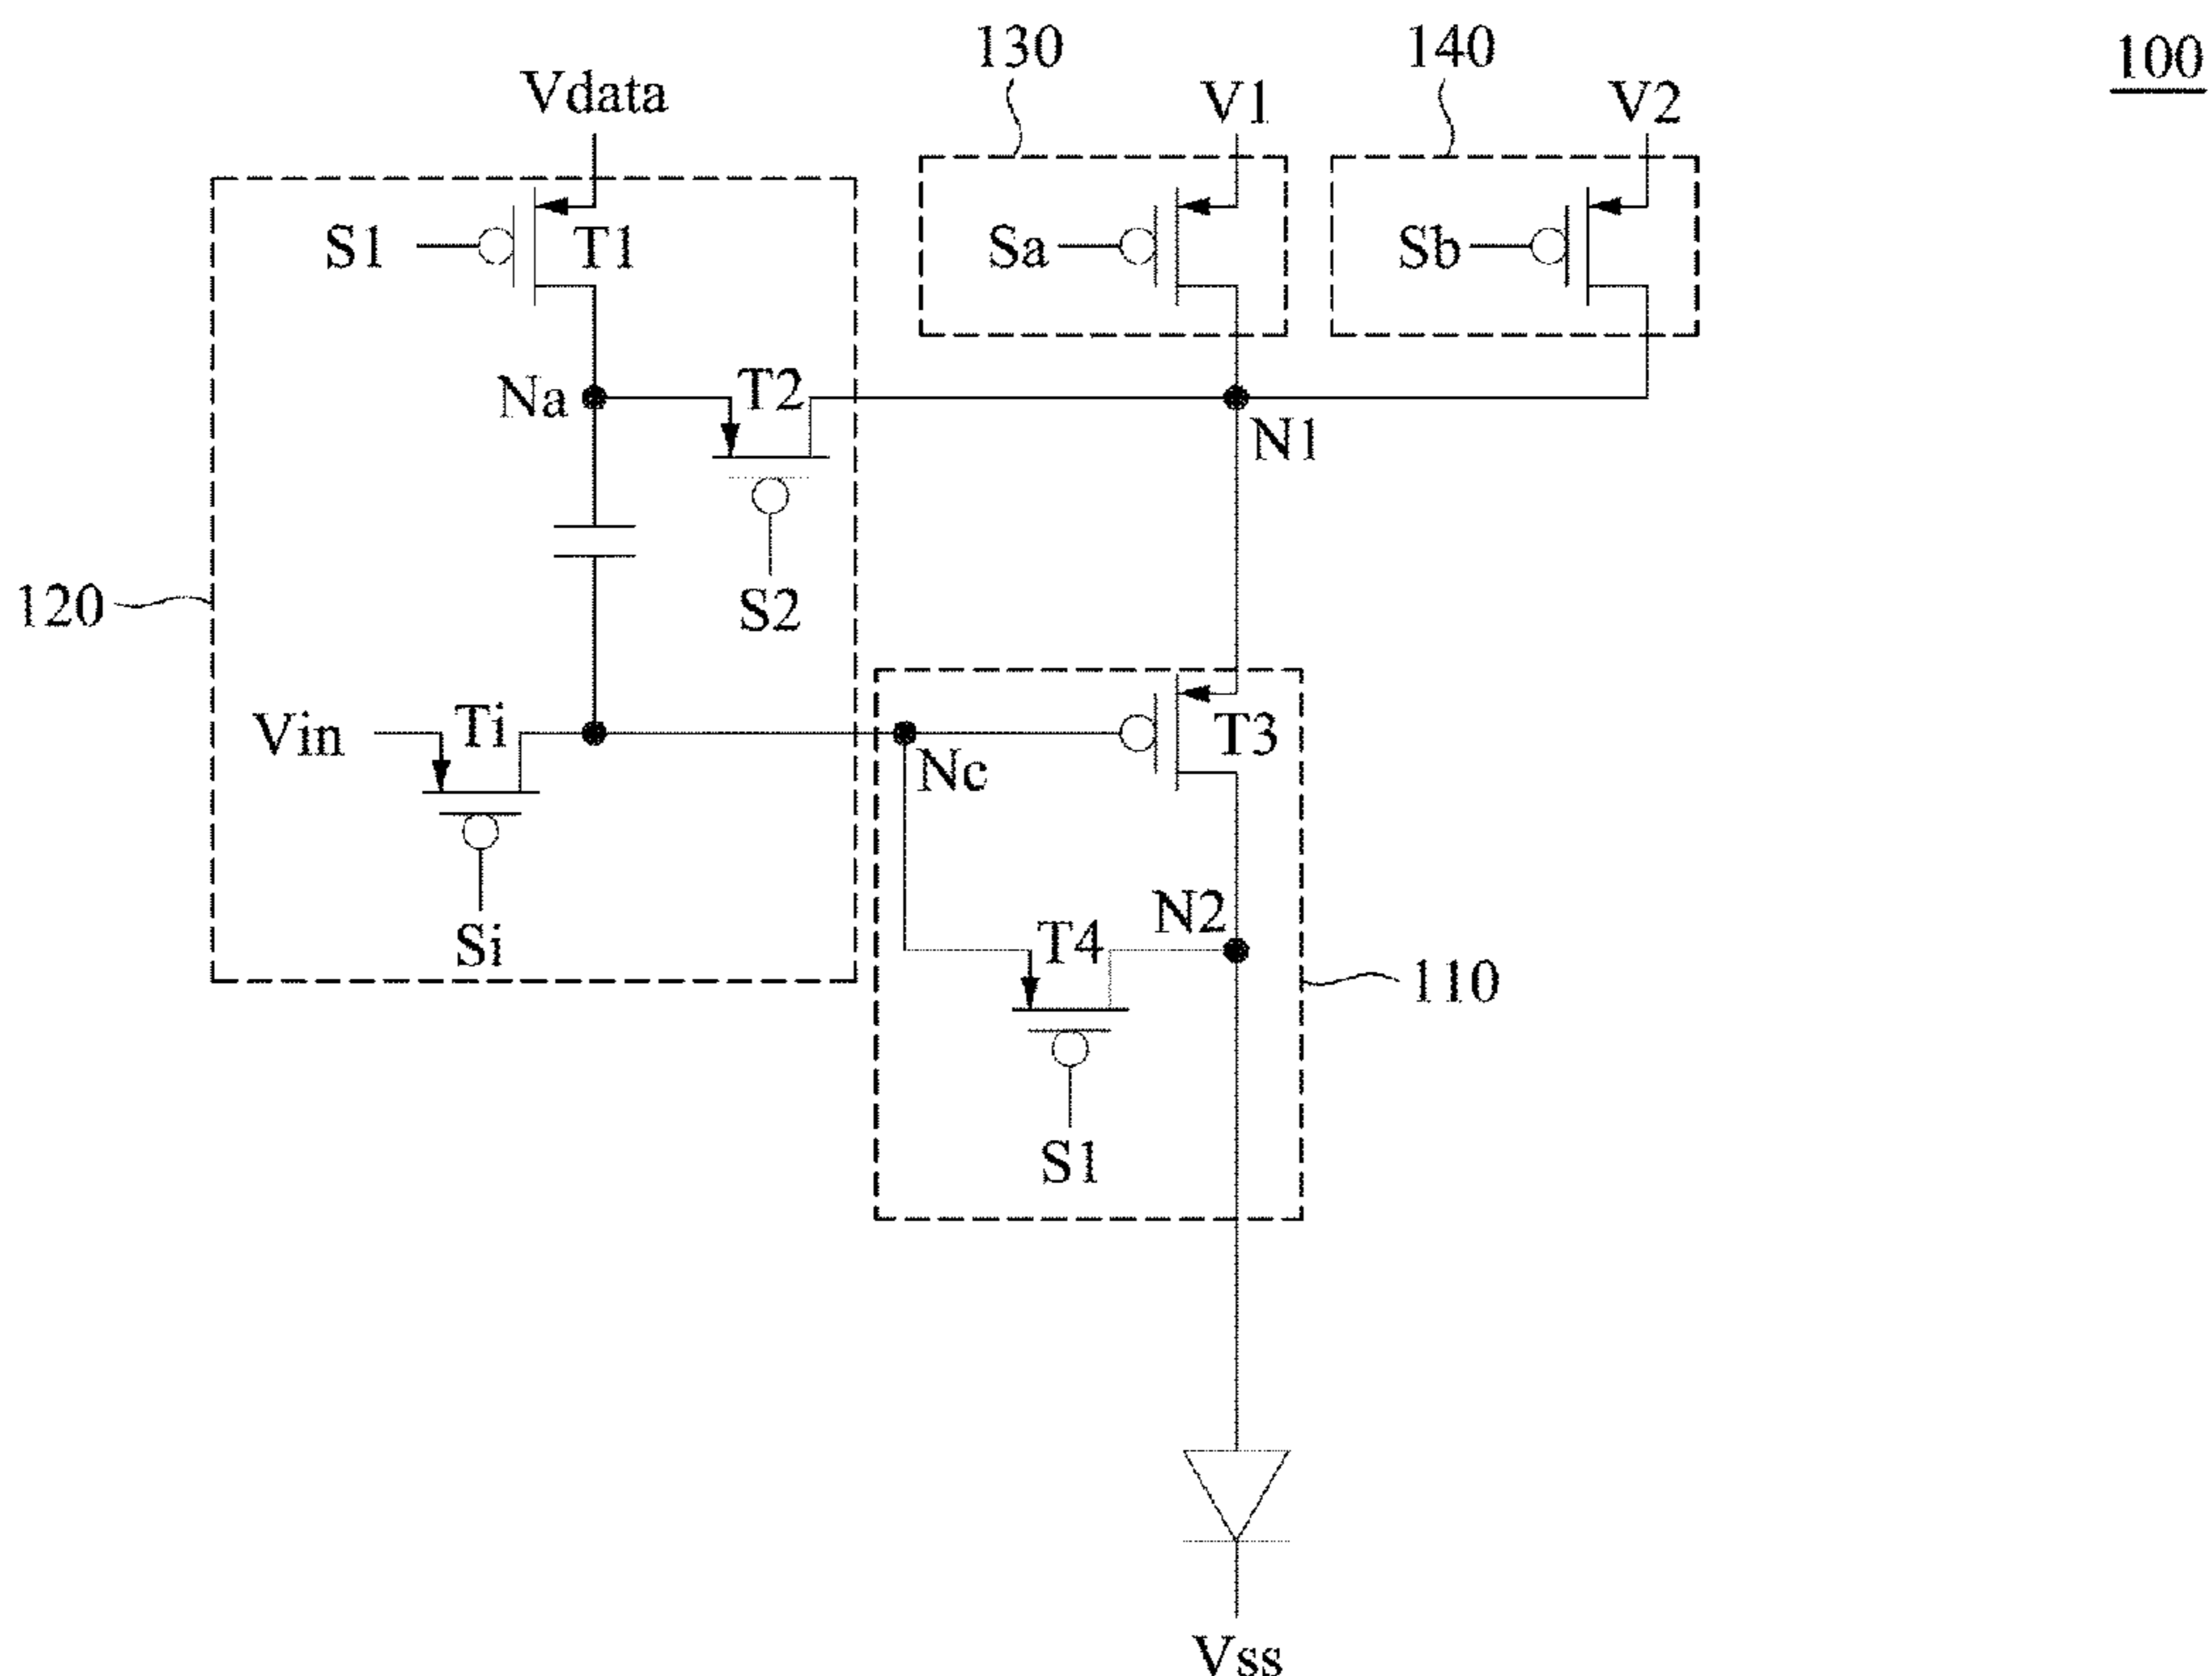 130
140
100
Vdata
V1
V2
S1
T1
Sa
Sb
Na
T2
N1
120
S2
Vin
Ti
Nc
T3
Si
T4
N2
110
S1
Vss